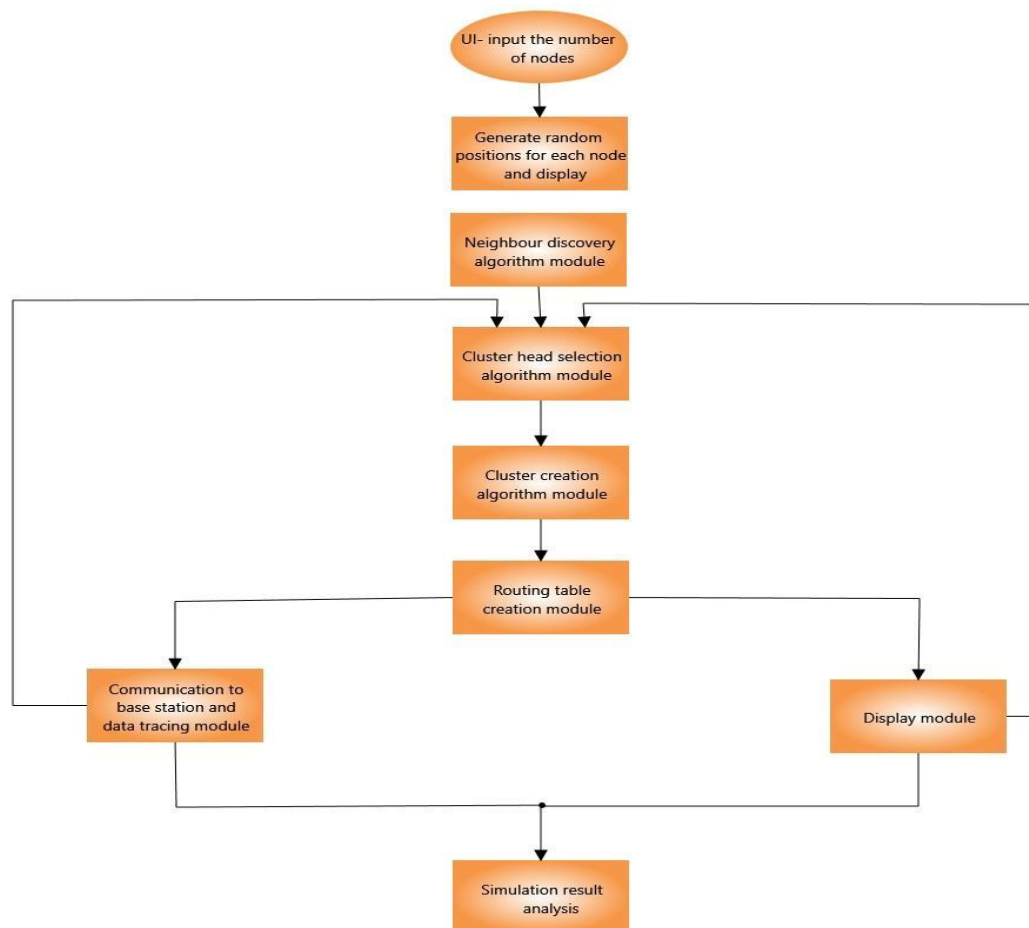 UI- input the number
of nodes
Generate random
positions for each node
and display
Neighbour discovery
algorithm module
Cluster head selection
algorithm module
Cluster creation
algorithm module
Routing table
creation module
Communication to
base station and
data tracing module
Display module
Simulation result
analysis